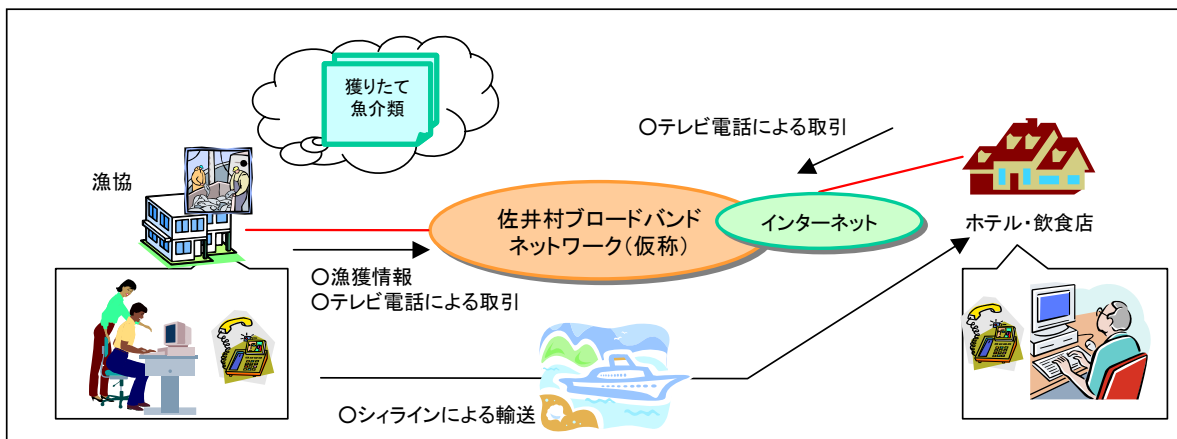 獲りたて
魚介類
○テレビ電話による取引
漁協
佐井村ブロードバンド
ネットワーク（仮称）
インターネット
ホテル・飲食店
○漁獲情報
○テレビ電話による取引
○シィラインによる輸送